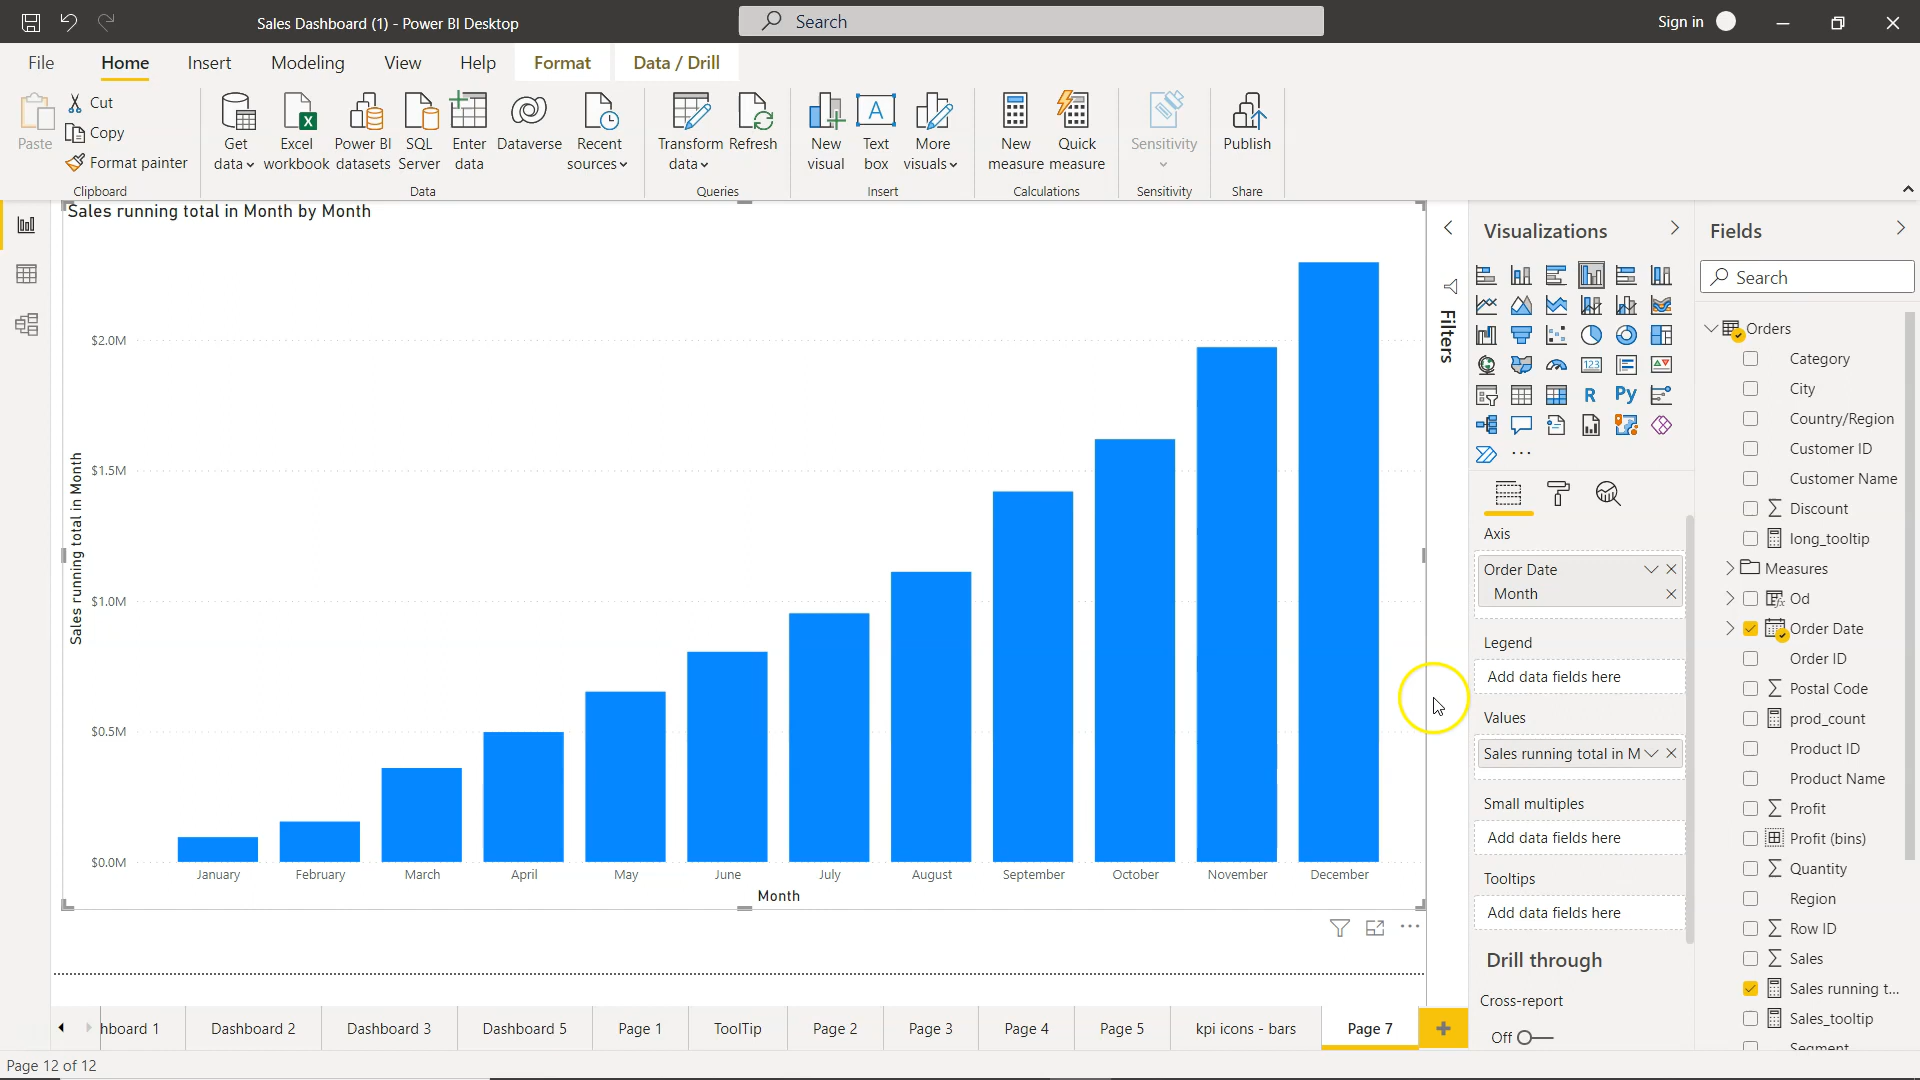 Sales Dashboard (1) - Power BI Desktop
Search
Sign in
File
Home
Insert
Modeling
View
Help
Format
Data / Drill
Paste
Cut
Copy
Format painter
Clipboard
Get data
Excel workbook
Power BI datasets
SQL Server
Enter data
Dataverse
Recent sources
Data
Transform data
Refresh
Queries
New visual
Text box
More visuals
Insert
New measure
Quick measure
Calculations
Sensitivity
Sensitivity
Publish
Share
Sales running total in Month by Month
Sales running total in Month
$2.0M
$1.5M
$1.0M
$0.5M
$0.0M
January
February
March
April
May
June
July
August
September
October
November
December
Month
Filters
Visualizations
123
R
Py
Axis
Order Date
Month
Legend
Add data fields here
Values
Sales running total in M
Small multiples
Add data fields here
Tooltips
Add data fields here
Drill through
Cross-report
Off
Fields
Search
Orders
Category
City
Country/Region
Customer ID
Customer Name
Discount
long_tooltip
Measures
Od
Order Date
Order ID
Postal Code
prod_count
Product ID
Product Name
Profit
Profit (bins)
Quantity
Region
Row ID
Sales
Sales running t...
Sales_tooltip
Segment
hboard 1
Dashboard 2
Dashboard 3
Dashboard 5
Page 1
ToolTip
Page 2
Page 3
Page 4
Page 5
kpi icons - bars
Page 7
Page 12 of 12